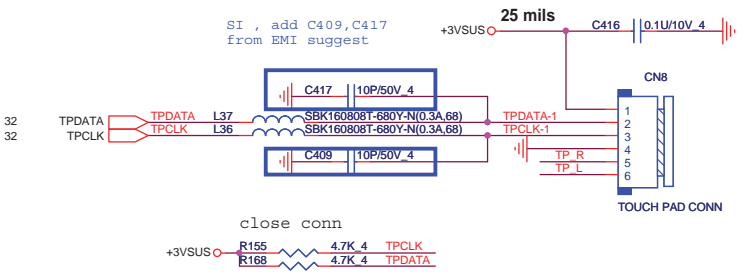 SI , add C409,C417
from EMI suggest
25 mils
+3VSUS
C416
0.1U/10V_4
CN8
C417
10P/50V_4
32
TPDATA
TPDATA
L37
SBK160808T-680Y-N(0.3A,68)
TPDATA-1
32
TPCLK
TPCLK
L36
SBK160808T-680Y-N(0.3A,68)
TPCLK-1
1
2
3
4
5
6
C409
10P/50V_4
TP_R
TP_L
TOUCH PAD CONN
close conn
+3VSUS
R155
4.7K_4
TPCLK
R168
4.7K_4
TPDATA